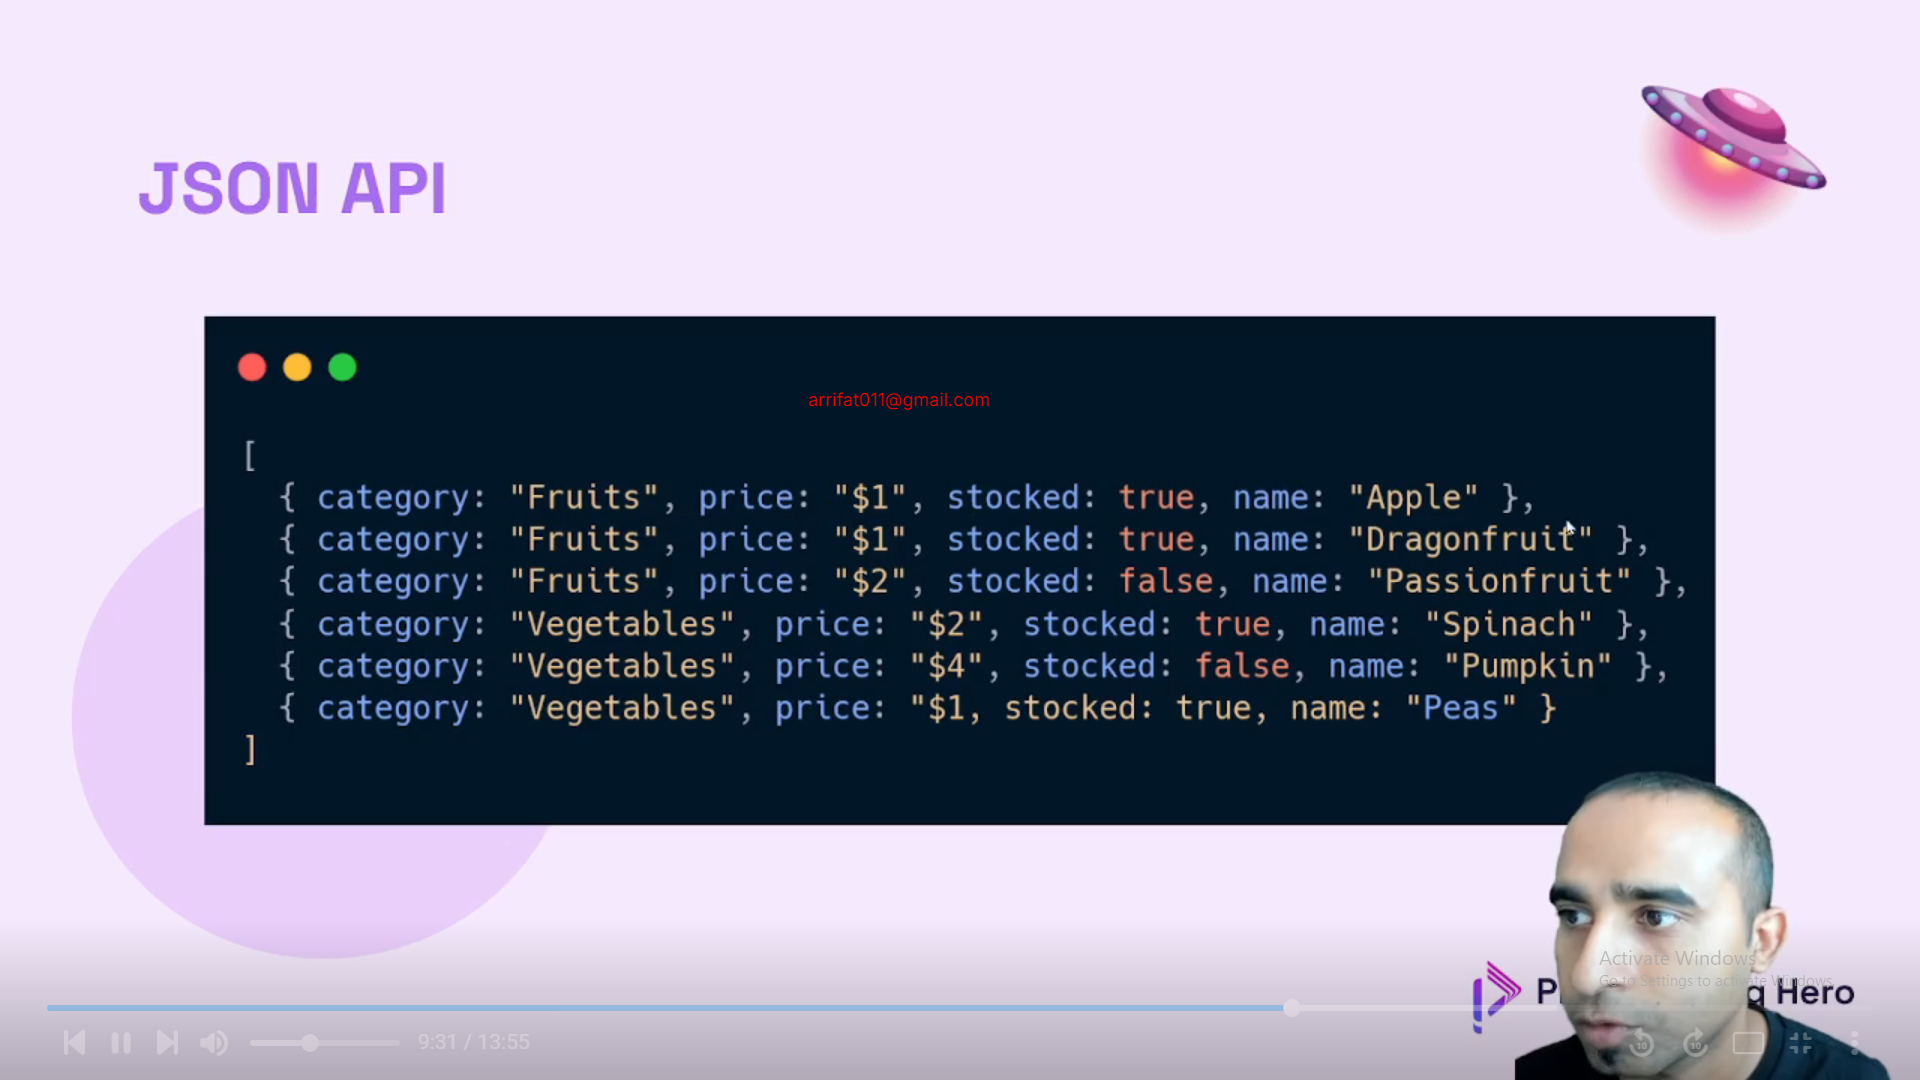 JSON API
arrifat011@gmail.com
[
{ category: "Fruits", price: "$1", stocked: true, name: "Apple" },
{ category: "Fruits", price: "$1", stocked: true, name: "Dragonfruit" },
{ category: "Fruits", price: "$2", stocked: false, name: "Passionfruit" },
{ category: "Vegetables", price: "$2", stocked: true, name: "Spinach" },
{ category: "Vegetables", price: "$4", stocked: false, name: "Pumpkin" },
{ category: "Vegetables", price: "$1, stocked: true, name: "Peas" }
]
Activate Windows
Go to Settings to activate Windows.
Hero
9:31 / 13:55
10
10